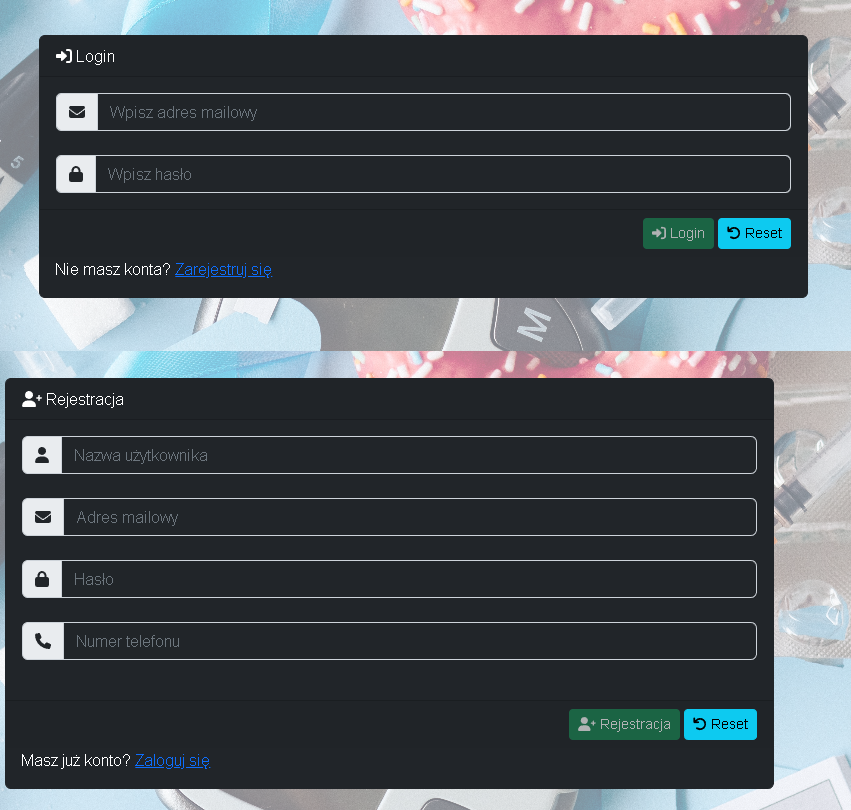 Login
Wpisz adres mailowy
5
Wpisz hasło
Login Reset
Nie masz konta? Zarejestruj się
M
Rejestracja
Nazwa użytkownika
Adres mailowy
Hasło
Numer telefonu
Rejestracja Reset
Masz już konto? Zaloguj się